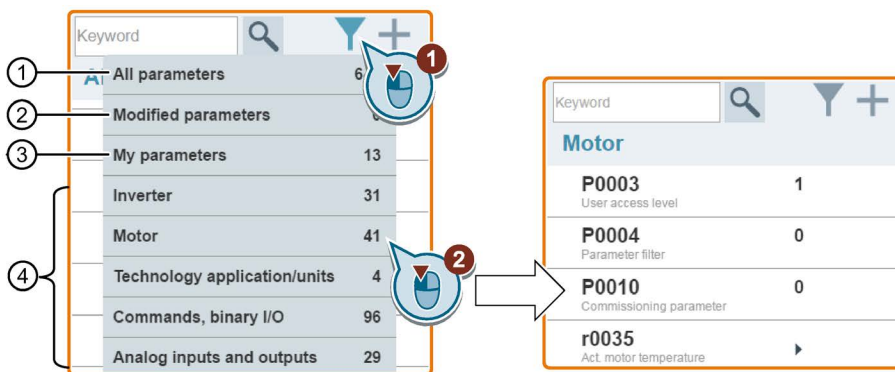 Keyword
1
1 All parameters 6
2 Modified parameters
3 My parameters 13
4
Inverter 31
Motor 41
Technology application/units 4
Commands, binary I/O 96
Analog inputs and outputs 29
2
Keyword
Motor
P0003 1
User access level
P0004 0
Parameter filter
P0010 0
Commissioning parameter
r0035
Act. motor temperature